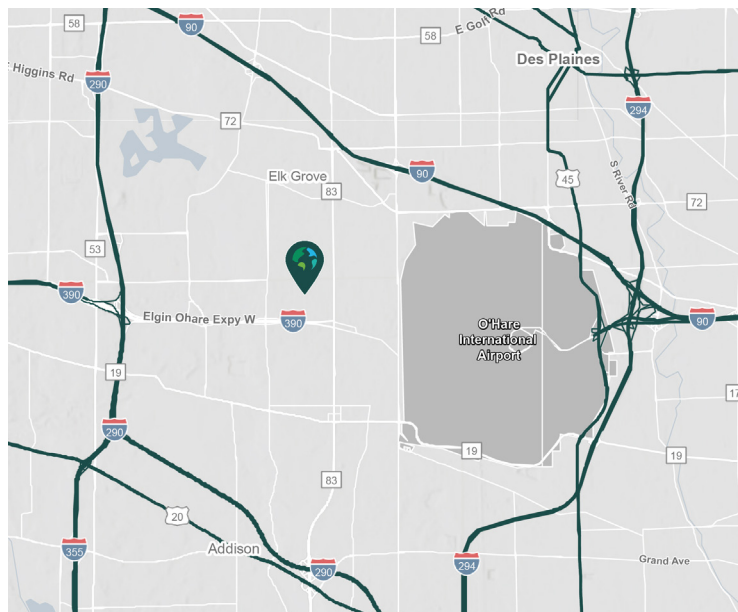 58
90
E Golf Rd
58
Des Plaines
E Higgins Rd
290
294
72
Elk Grove
83
90
45
S River Rd
72
53
390
Elgin Ohare Expy W
390
O'Hare
International
Airport
90
19
17
290
19
19
83
20
Addison
355
290
294
Grand Ave